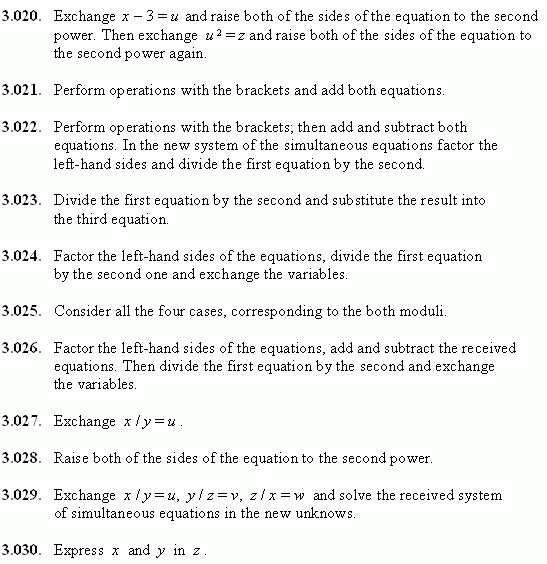 3.020. Exchange x – 3 = u and raise both of the sides of the equation to the second
power. Then exchange u ² = z and raise both of the sides of the equation to
the second power again.
3.021. Perform operations with the brackets and add both equations.
3.022. Perform operations with the brackets; then add and subtract both
equations. In the new system of the simultaneous equations factor the
left-hand sides and divide the first equation by the second.
3.023. Divide the first equation by the second and substitute the result into
the third equation.
3.024. Factor the left-hand sides of the equations, divide the first equation
by the second one and exchange the variables.
3.025. Consider all the four cases, corresponding to the both moduli.
3.026. Factor the left-hand sides of the equations, add and subtract the received
equations. Then divide the first equation by the second and exchange
the variables.
3.027. Exchange x / y = u .
3.028. Raise both of the sides of the equation to the second power.
3.029. Exchange x / y = u, y / z = v, z / x = w and solve the received system
of simultaneous equations in the new unknows.
3.030. Express x and y in z .